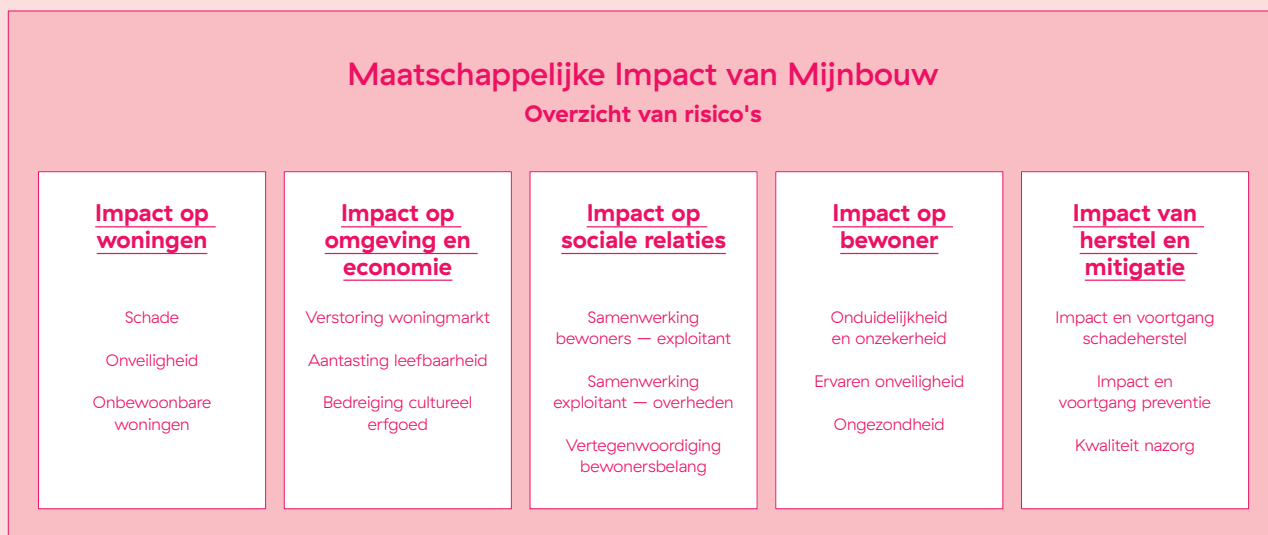 Maatschappelijke Impact van Mijnbouw
Overzicht van risico's
Impact op
woningen
Schade
Onveiligheid
Onbewoonbare
woningen
Impact op
omgeving en
economie
Verstoring woningmarkt
Aantasting leefbaarheid
Bedreiging cultureel
erfgoed
Impact op
sociale relaties
Samenwerking
bewoners — exploitant
Samenwerking
exploitant — overheden
Vertegenwoordiging
bewonersbelang
Impact op
bewoner
Onduidelijkheid
en onzekerheid
Ervaren onveiligheid
Ongezondheid
Impact van
herstel en
mitigatie
Impact en voortgang
schadeherstel
Impact en
voortgang preventie
Kwaliteit nazorg